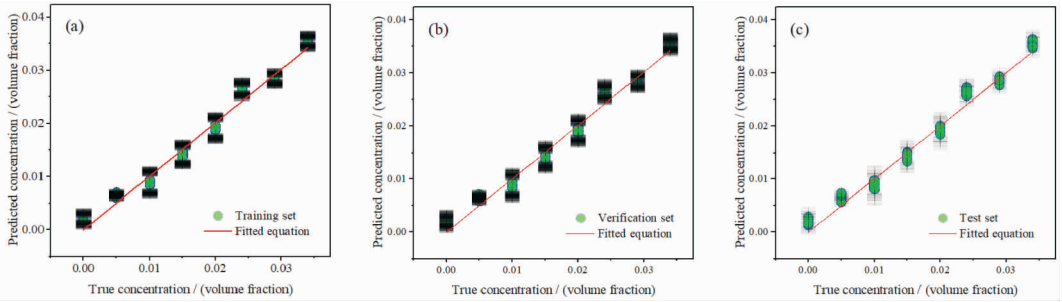 (a)
Predicted concentration / (volume fraction)
0.04
0.03
0.02
0.01
0.00
Training set
Fitted equation
0.00 0.01 0.02 0.03
True concentration / (volume fraction)
(b)
Predicted concentration / (volume fraction)
0.04
0.03
0.02
0.01
0.00
Verification set
Fitted equation
0.00 0.01 0.02 0.03
True concentration / (volume fraction)
(c)
Predicted concentration / (volume fraction)
0.04
0.03
0.02
0.01
0.00
Test set
Fitted equation
0.00 0.01 0.02 0.03
True concentration / (volume fraction)